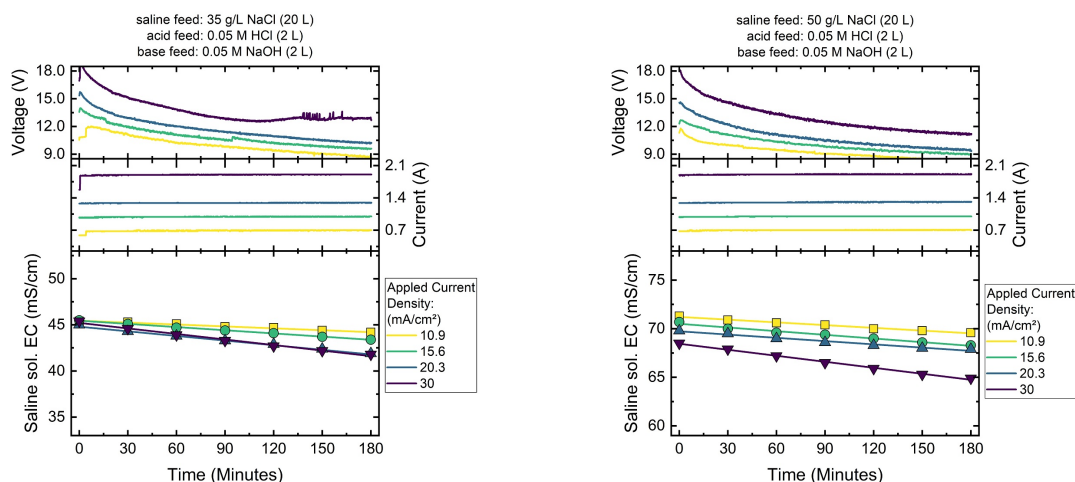 saline feed: 35 g/L NaCl (20 L)
acid feed: 0.05 M HCl (2 L)
base feed: 0.05 M NaOH (2 L)
Voltage (V)
18.0
15.0
12.0
9.0
Current (A)
2.1
1.4
0.7
Saline sol. EC (mS/cm)
50
45
40
35
0 30 60 90 120 150 180
Time (Minutes)
Appled Current
Density:
(mA/cm²)
10.9
15.6
20.3
30
saline feed: 50 g/L NaCl (20 L)
acid feed: 0.05 M HCl (2 L)
base feed: 0.05 M NaOH (2 L)
Voltage (V)
18.0
15.0
12.0
9.0
Current (A)
2.1
1.4
0.7
Saline sol. EC (mS/cm)
75
70
65
60
0 30 60 90 120 150 180
Time (Minutes)
Appled Current
Density:
(mA/cm²)
10.9
15.6
20.3
30